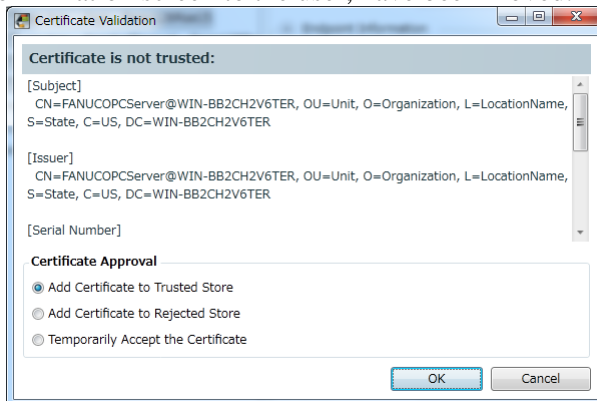 Certificate Validation
Certificate is not trusted:
[Subject]
CN=FANUCOPCServer@WIN-BB2CH2V6TER, OU=Unit, O=Organization, L=LocationName,
S=State, C=US, DC=WIN-BB2CH2V6TER
[Issuer]
CN=FANUCOPCServer@WIN-BB2CH2V6TER, OU=Unit, O=Organization, L=LocationName,
S=State, C=US, DC=WIN-BB2CH2V6TER
[Serial Number]
Certificate Approval
Add Certificate to Trusted Store
Add Certificate to Rejected Store
Temporarily Accept the Certificate
OK Cancel